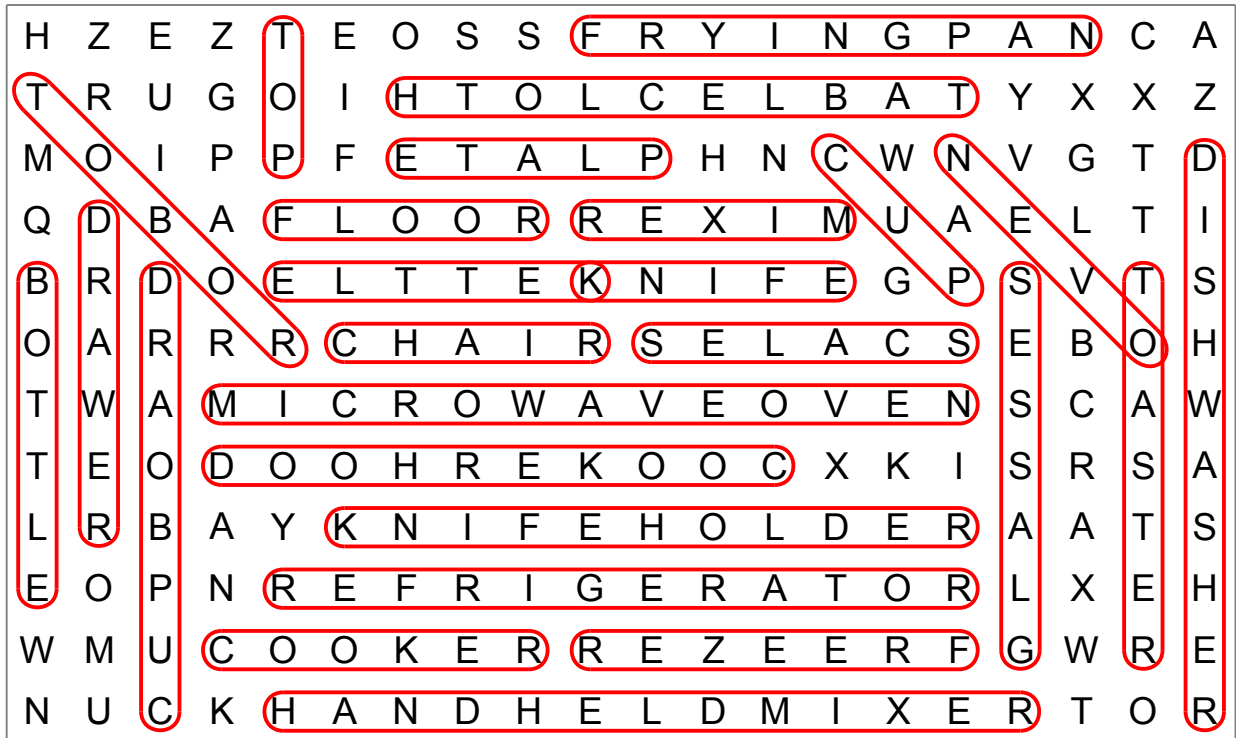 H Z E Z T E O S S F R Y I N G P A N C A
T R U G O I H T O L C E L B A T Y X X Z
M O I P P F E T A L P H N C W N V G T D
Q D B A F L O O R R E X I M U A E L T I
B R D O E L T T E K N I F E G P S V T S
O A R R R C H A I R S E L A C S E B O H
T W A M I C R O W A V E O V E N S C A W
T E O D O O H R E K O O C X K I S R S A
L R B A Y K N I F E H O L D E R A A T S
E O P N R E F R I G E R A T O R L X E H
W M U C O O K E R R E Z E E R F G W R E
N U C K H A N D H E L D M I X E R T O R